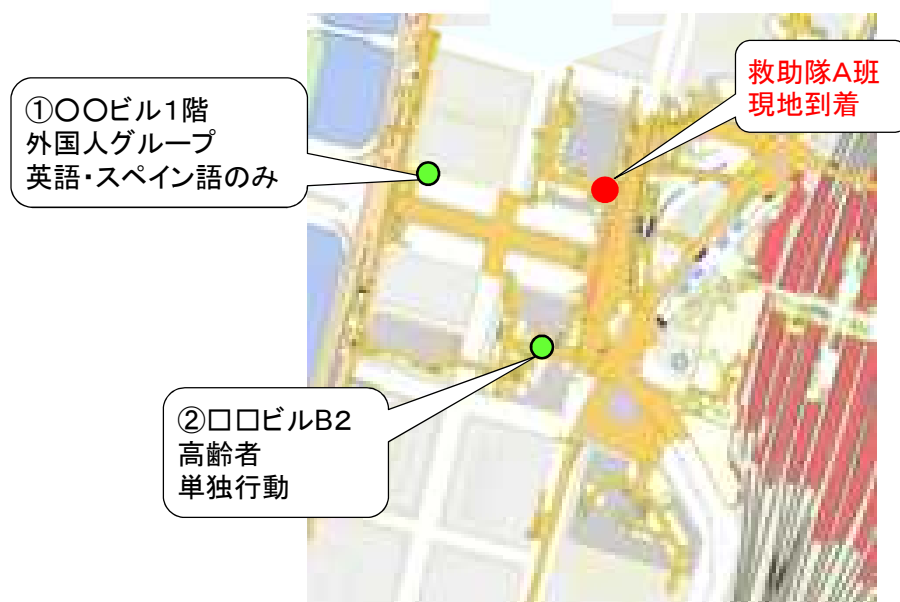 ①〇〇ビル1階
外国人グループ
英語・スペイン語のみ
救助隊A班
現地到着
②□□ビルB2
高齢者
単独行動